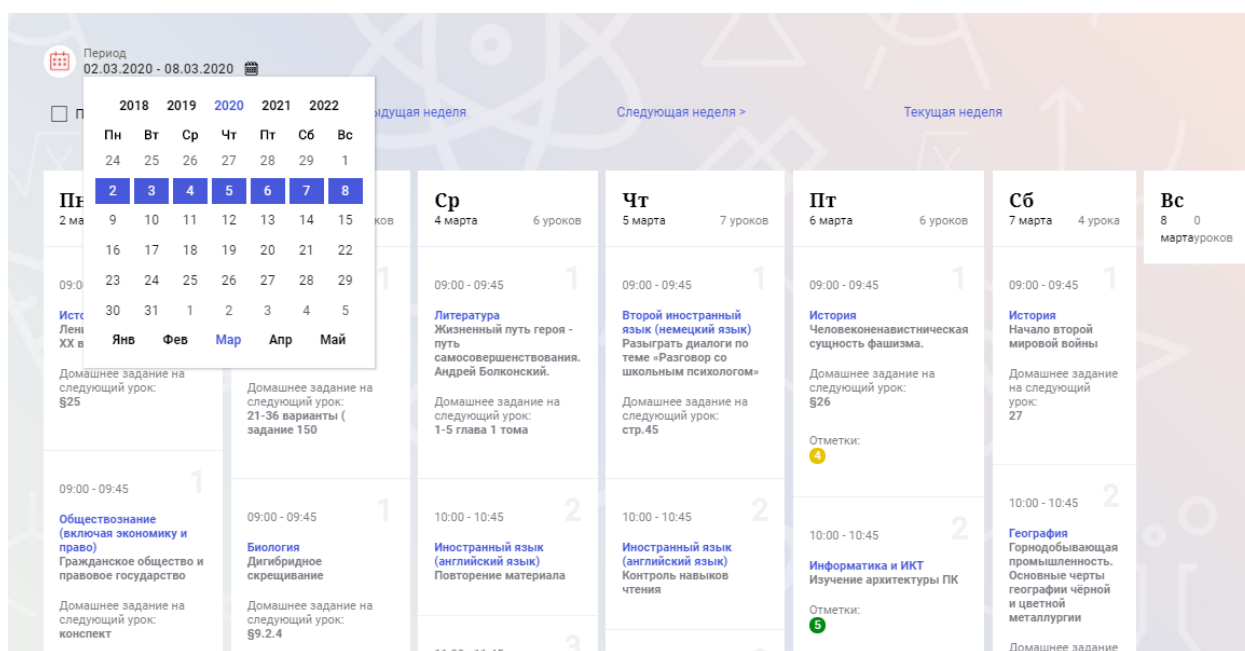 Период
02.03.2020 - 08.03.2020
2018 2019 2020 2021 2022
Пн Вт Ср Чт Пт Сб Вс
24 25 26 27 28 29 1
2 3 4 5 6 7 8
9 10 11 12 13 14 15
16 17 18 19 20 21 22
23 24 25 26 27 28 29
30 31 1 2 3 4 5
Янв Фев Мар Апр Май
неделя
Следующая неделя >
Текущая неделя
2
§25
09:00 - 09:45 1
Обществознание
(включая экономику и
право)
Гражданское общество и
правовое государство
Домашнее задание на
следующий урок:
конспект
1
Домашнее задание на
следующий урок:
21-36 варианты (
задание 150
09:00 - 09:45 1
Биология
Дигибридное
скрещивание
Домашнее задание на
следующий урок:
§9.2.4
Ср
4 марта 6 уроков
09:00 - 09:45 1
Литература
Жизненный путь героя -
путь
самосовершенствования.
Андрей Болконский.
Домашнее задание на
следующий урок:
1-5 глава 1 тома
10:00 - 10:45 2
Иностранный язык
(английский язык)
Повторение материала
3
Чт
5 марта 7 уроков
09:00 - 09:45 1
Второй иностранный
язык (немецкий язык)
Разыграть диалоги по
теме «Разговор со
школьным психологом»
Домашнее задание на
следующий урок:
стр.45
10:00 - 10:45 2
Иностранный язык
(английский язык)
Контроль навыков
чтения
Пт
6 марта 6 уроков
09:00 - 09:45 1
История
Человеконенавистническая
сущность фашизма.
Домашнее задание на
следующий урок:
§26
Отметки:
4
10:00 - 10:45 2
Информатика и ИКТ
Изучение архитектуры ПК
Отметки:
5
Сб
7 марта 4 урока
09:00 - 09:45 1
История
Начало второй
мировой войны
Домашнее задание
на следующий
урок:
27
10:00 - 10:45 2
География
Горнодобывающая
промышленность.
Основные черты
географии чёрной
и цветной
металлургии
Домашнее задание
Вс
8 0
мартауроков